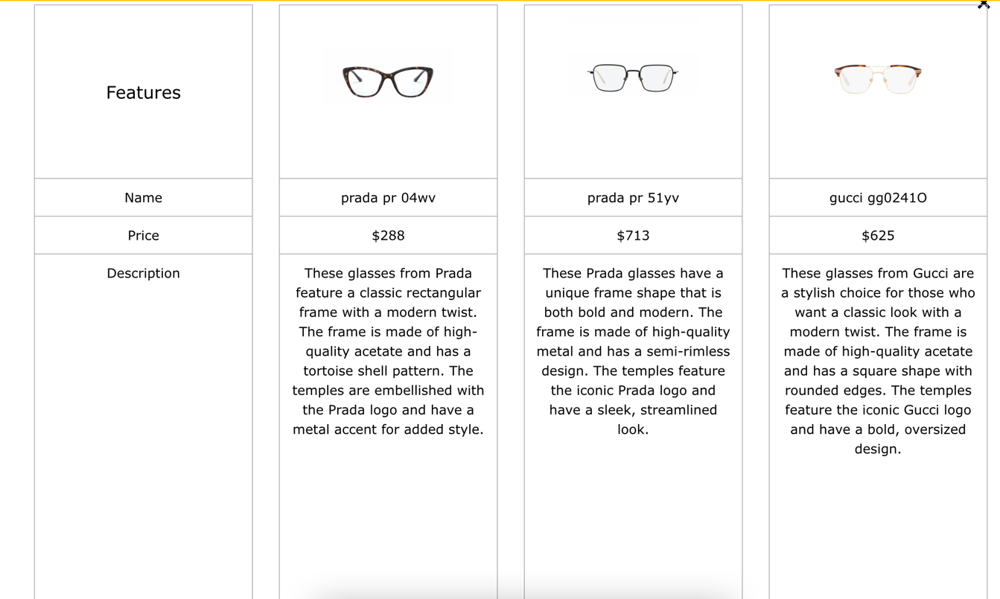 Features
Name
prada pr 04wv
prada pr 51yv
gucci gg0241O
Price
$288
$713
$625
Description
These glasses from Prada
feature a classic rectangular
frame with a modern twist.
The frame is made of high-
quality acetate and has a
tortoise shell pattern. The
temples are embellished with
the Prada logo and have a
metal accent for added style.
These Prada glasses have a
unique frame shape that is
both bold and modern. The
frame is made of high-quality
metal and has a semi-rimless
design. The temples feature
the iconic Prada logo and
have a sleek, streamlined
look.
These glasses from Gucci are
a stylish choice for those who
want a classic look with a
modern twist. The frame is
made of high-quality acetate
and has a square shape with
rounded edges. The temples
feature the iconic Gucci logo
and have a bold, oversized
design.